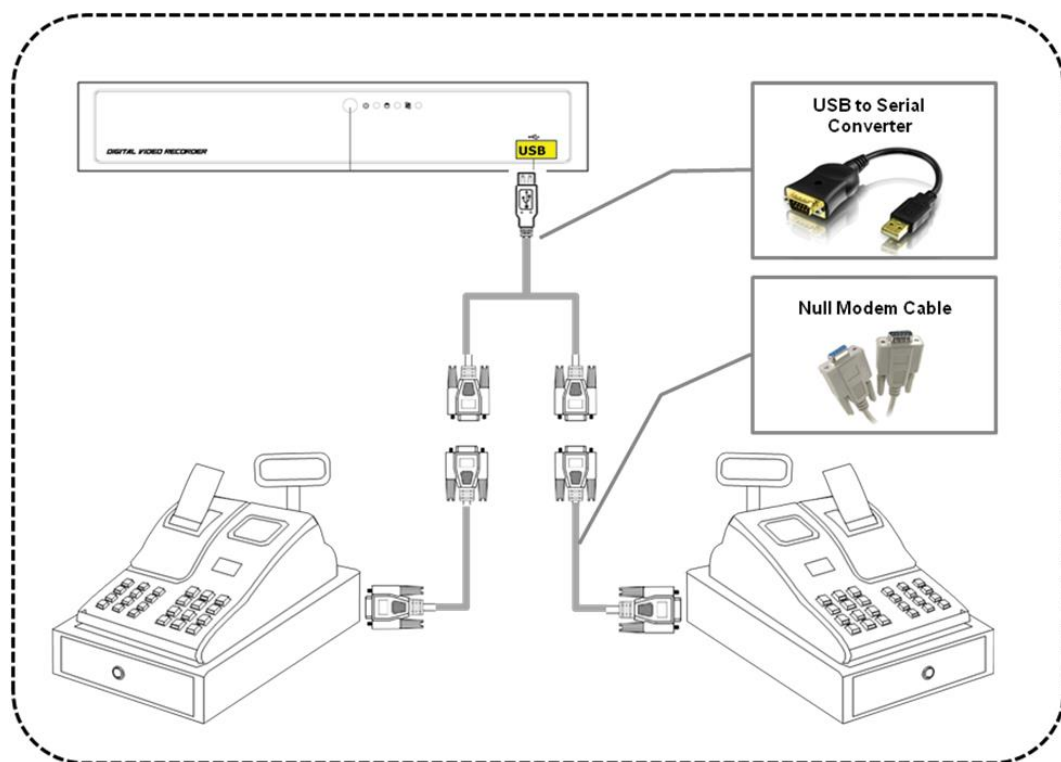 DIGITAL VIDEO RECORDER
USB
USB to Serial
Converter
Null Modem Cable